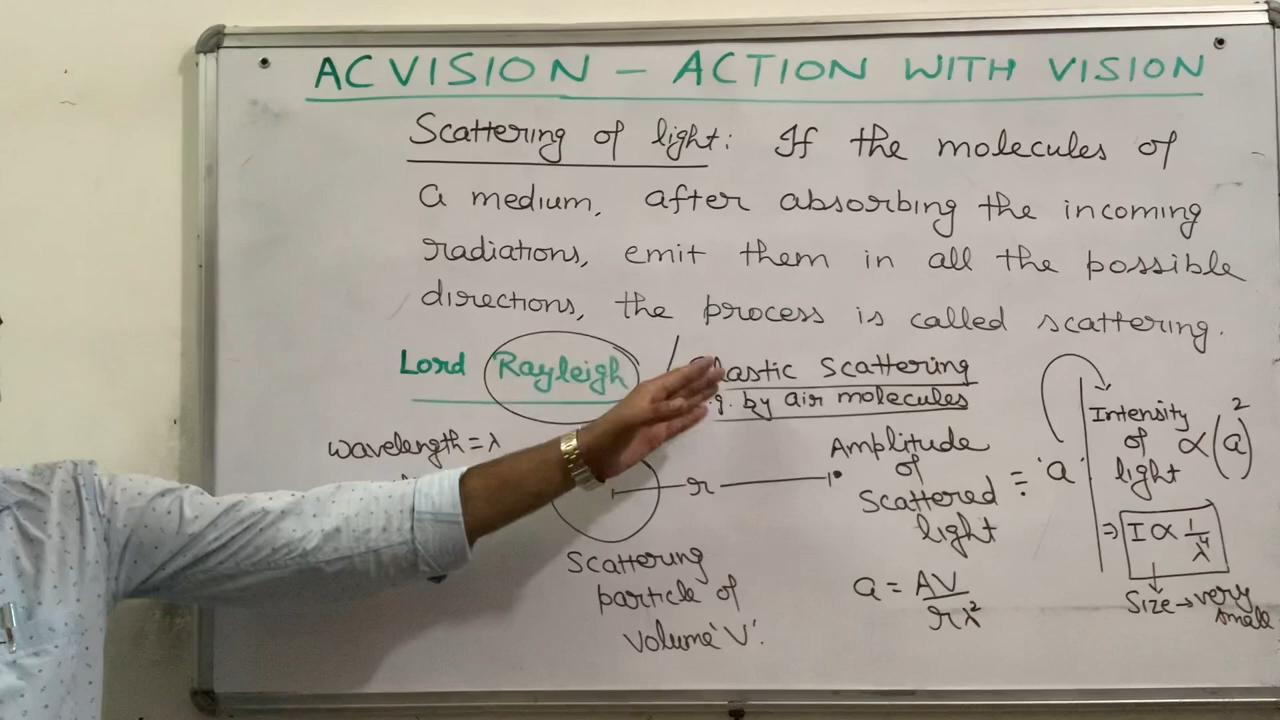 ACVISION - ACTION WITH VISION
Scattering of light: If the molecules of
a medium, after absorbing the incoming
radiations, emit them in all the possible
directions, the process is called scattering.
Lord Rayleigh
Scattering
by air molecules
wavelength = λ
r
Scattering
particle of
volume 'V'.
Amplitude
of
Scattered
light
= 'a'
a = AV/rλ²
Intensity
of
light
∝ (a)²
⇒ I ∝ 1/λ⁴
Size → very
small